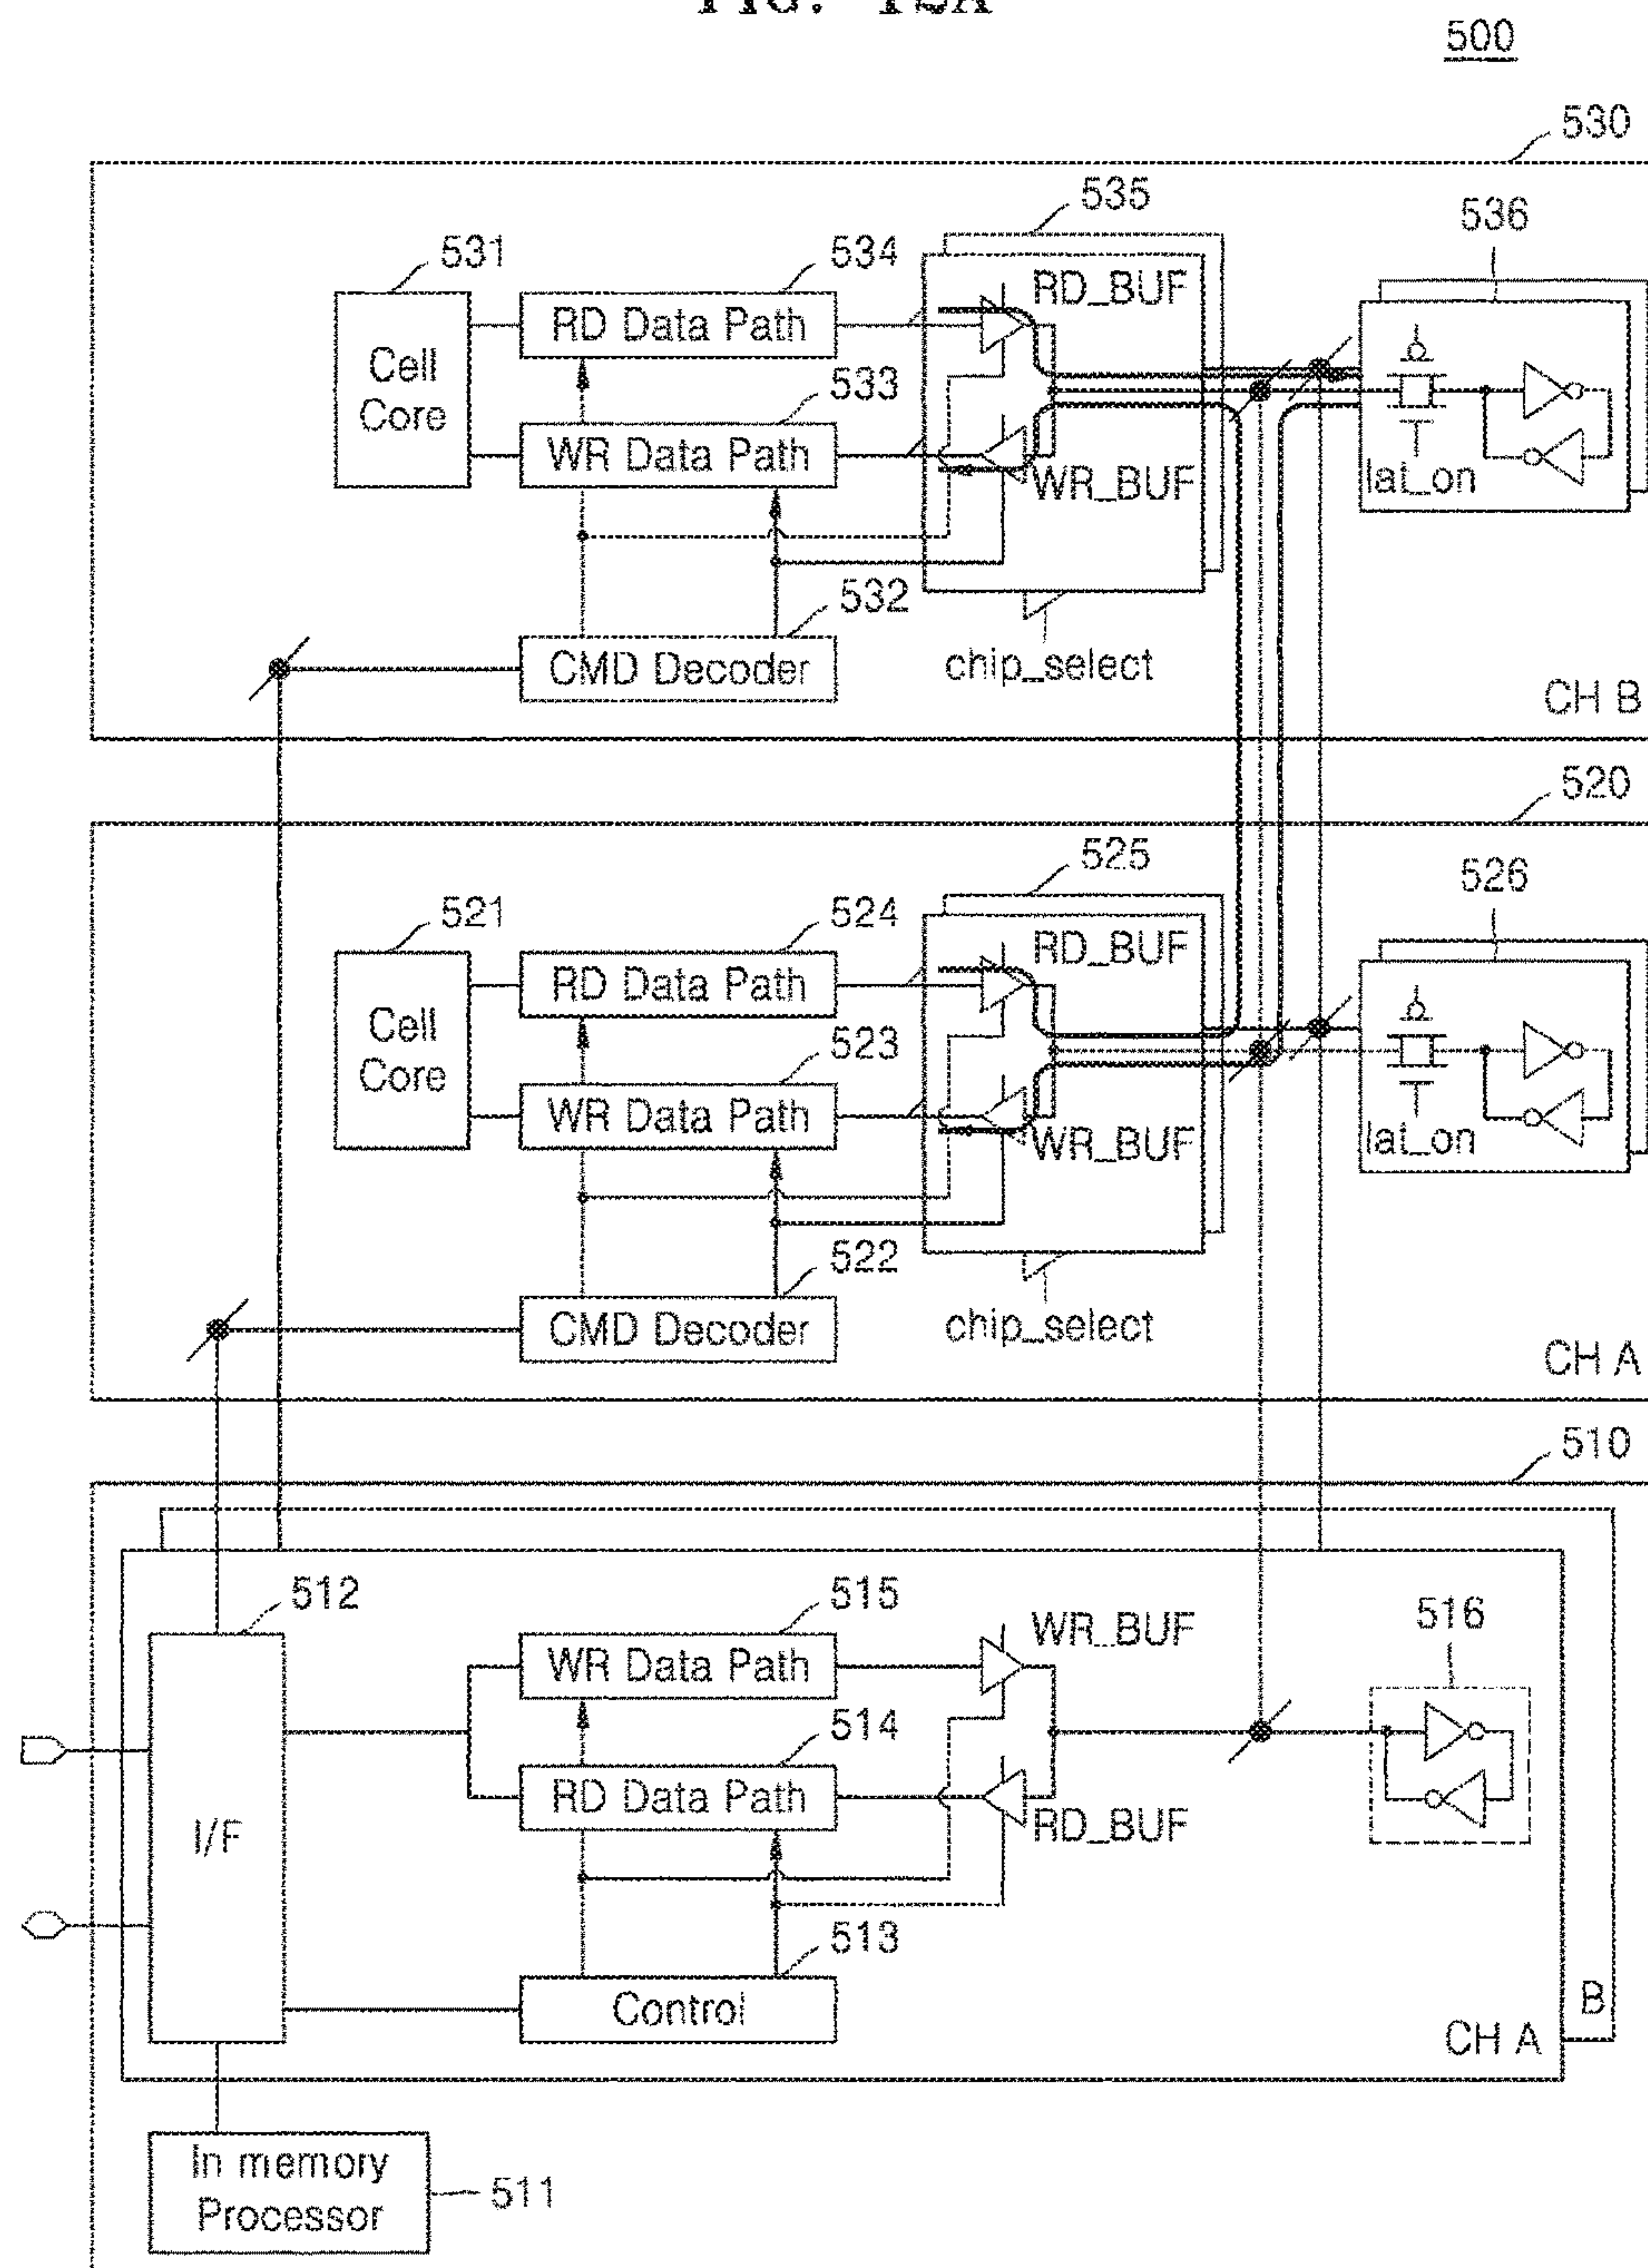 500
530
535
536
531
534
RD_BUF
RD Data Path
Cell
Core
533
WR Data Path
WR_BUF
lat_on
532
CMD Decoder
chip_select
CH B
520
525
526
521
524
RD_BUF
RD Data Path
Cell
Core
523
WR Data Path
WR_BUF
lat_on
522
CMD Decoder
chip_select
CH A
510
512
515
WR_BUF
516
WR Data Path
514
RD Data Path
RD_BUF
I/F
513
Control
B
CH A
In memory
Processor
511